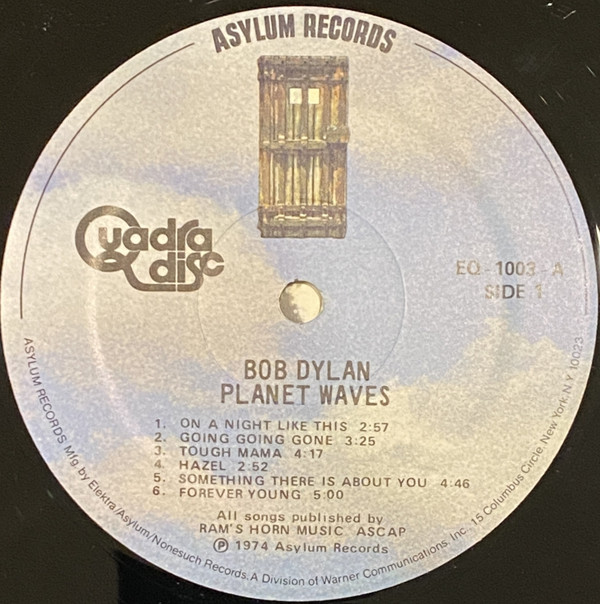 ASYLUM RECORDS
Quadra
disc
EQ - 1003 - A
SIDE 1
BOB DYLAN
PLANET WAVES
1. ON A NIGHT LIKE THIS 2:57
2. GOING GOING GONE 3:25
3. TOUGH MAMA 4:17
4. HAZEL 2:52
5. SOMETHING THERE IS ABOUT YOU 4:46
6. FOREVER YOUNG 5:00
All songs published by
RAM'S HORN MUSIC ASCAP
Ⓟ 1974 Asylum Records
ASYLUM RECORDS Mfg. by Elektra/Asylum/Nonesuch Records, A Division of Warner Communications, Inc. 15 Columbus Circle, New York, N.Y. 10023